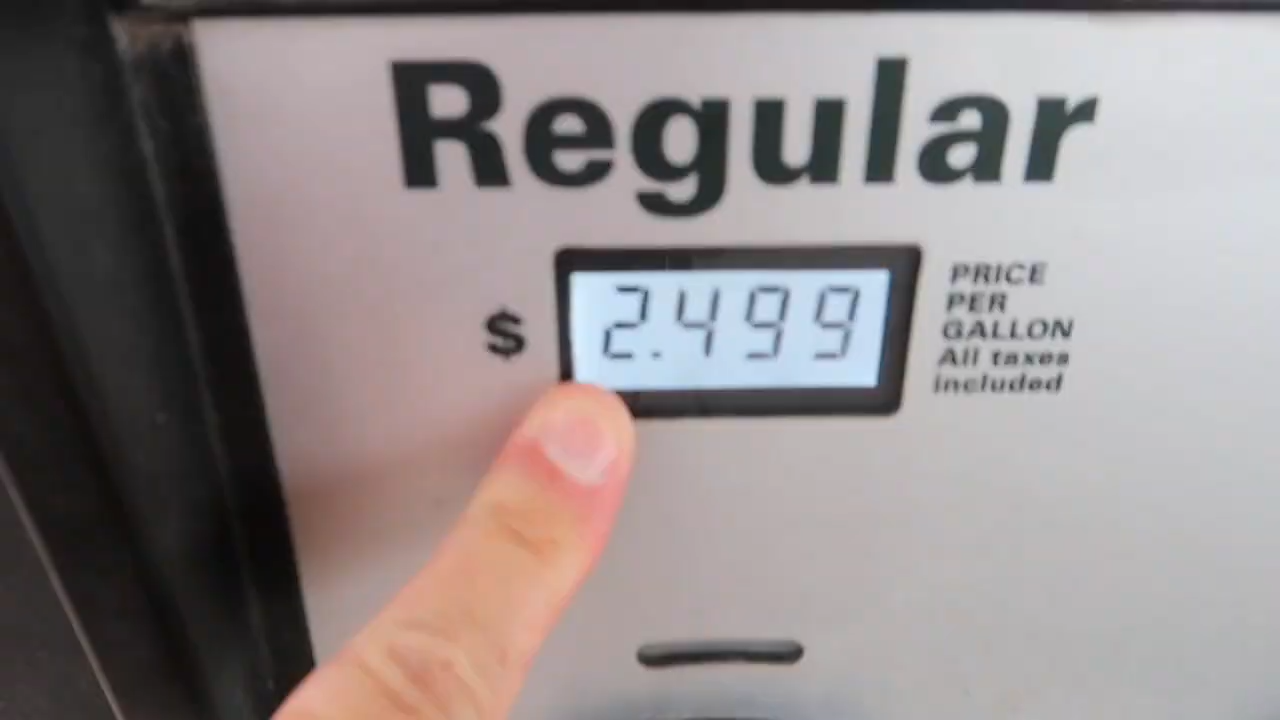 Regular
$ 2.499
PRICE
PER
GALLON
All taxes
included